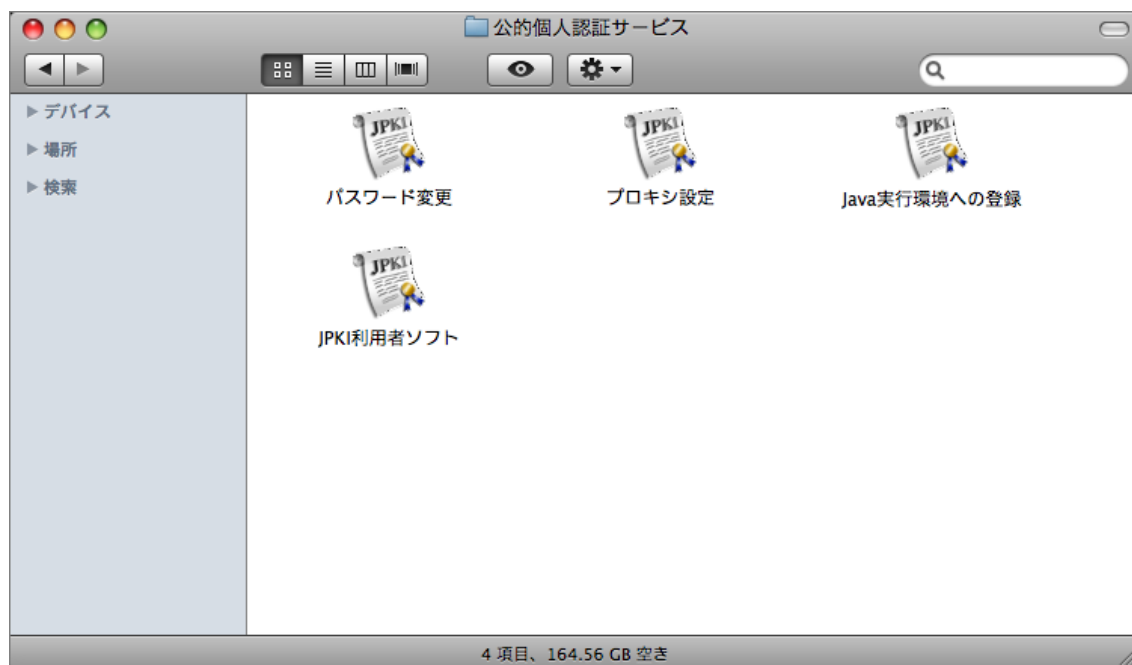 公的個人認証サービス
デバイス
場所
検索
JPKI
JPKI
JPKI
パスワード変更
プロキシ設定
Java実行環境への登録
JPKI
JPKI利用者ソフト
4 項目、164.56 GB 空き